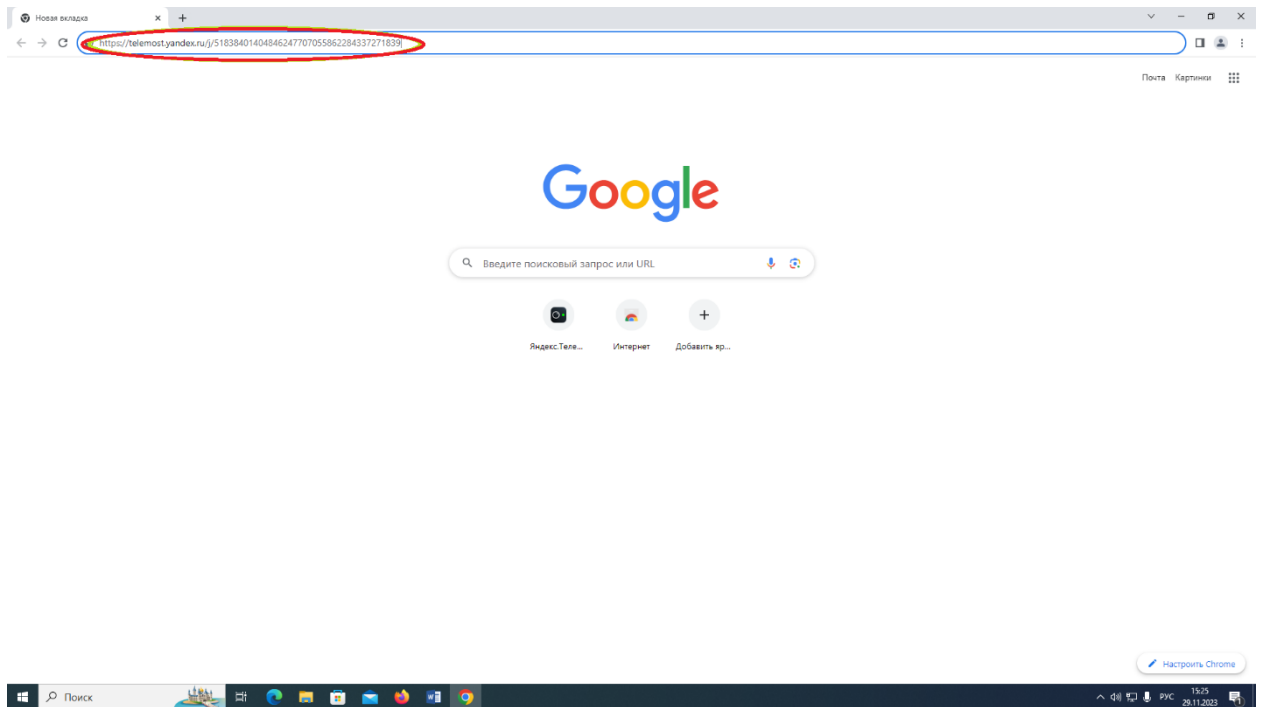 Новая вкладка
https://telemost.yandex.ru/j/51838401404846247707055862284337271839
Почта Картинки
Google
Введите поисковый запрос или URL
Яндекс.Теле... Интернет Добавить яр...
Настроить Chrome
Поиск
РУС 15:25
29.11.2023
1